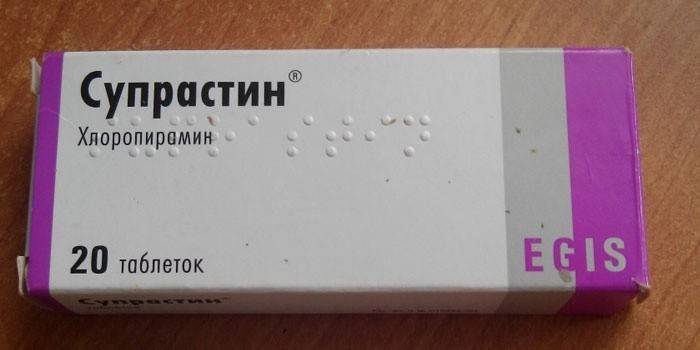 Супрастин®
Хлоропирамин
20 таблеток
EGIS
Супрастин®